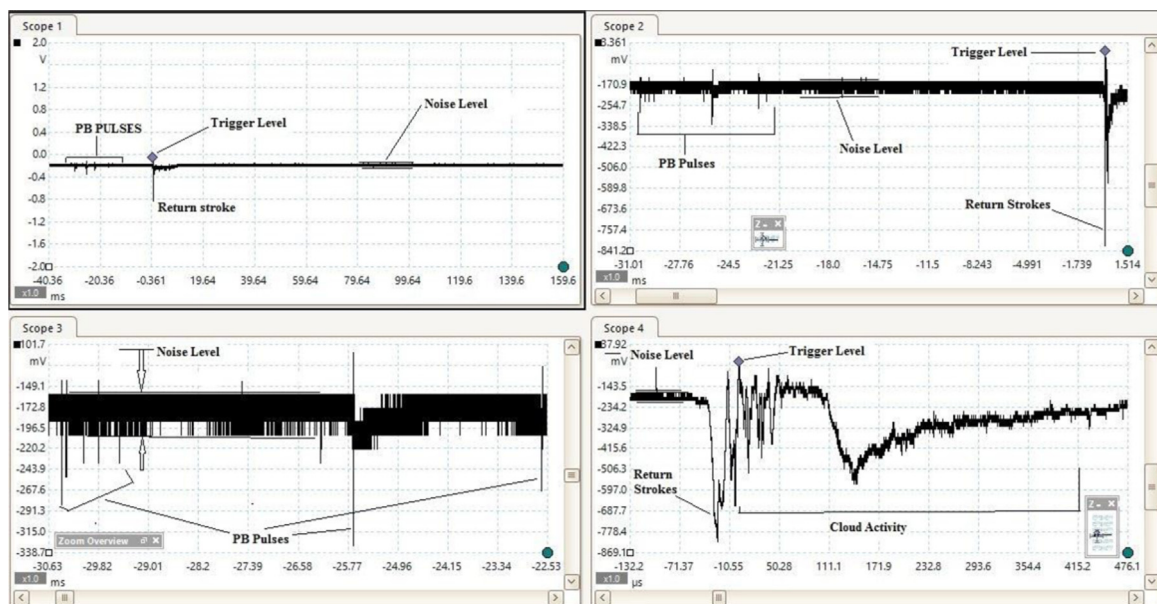 Scope 1
2.0
V
1.2
0.8
0.4
0.0
-0.4
-0.8
-1.2
-1.6
-2.0
PB PULSES
Trigger Level
Noise Level
Return stroke
-40.36 -20.36 -0.361 19.64 39.64 59.64 79.64 99.64 119.6 139.6 159.6
x1.0 ms
Scope 2
mV
-170.9
-254.7
-338.5
-422.3
-506.0
-589.8
-673.6
-757.4
Trigger Level
Noise Level
PB Pulses
Return Strokes
-31.01 -27.76 -24.5 -21.25 -18.0 -14.75 -11.5 -8.243 -4.991 -1.739 1.514
x1.0 ms
Scope 3
mV
-149.1
-172.8
-196.5
-220.2
-243.9
-267.6
-291.3
-315.0
-338.7
Noise Level
PB Pulses
Zoom Overview
-30.63 -29.82 -29.01 -28.2 -27.39 -26.58 -25.77 -24.96 -24.15 -23.34 -22.53
x1.0 ms
Scope 4
mV
-143.5
-234.2
-324.9
-415.6
-506.3
-597.0
-687.7
-778.4
-869.1
Noise Level
Trigger Level
Return
Strokes
Cloud Activity
-132.2 -71.37 -10.55 50.28 111.1 171.9 232.8 293.6 354.4 415.2 476.1
x1.0 µs